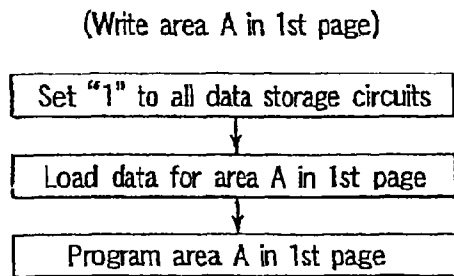 (Write area A in 1st page)
Set "1" to all data storage circuits
Load data for area A in 1st page
Program area A in 1st page